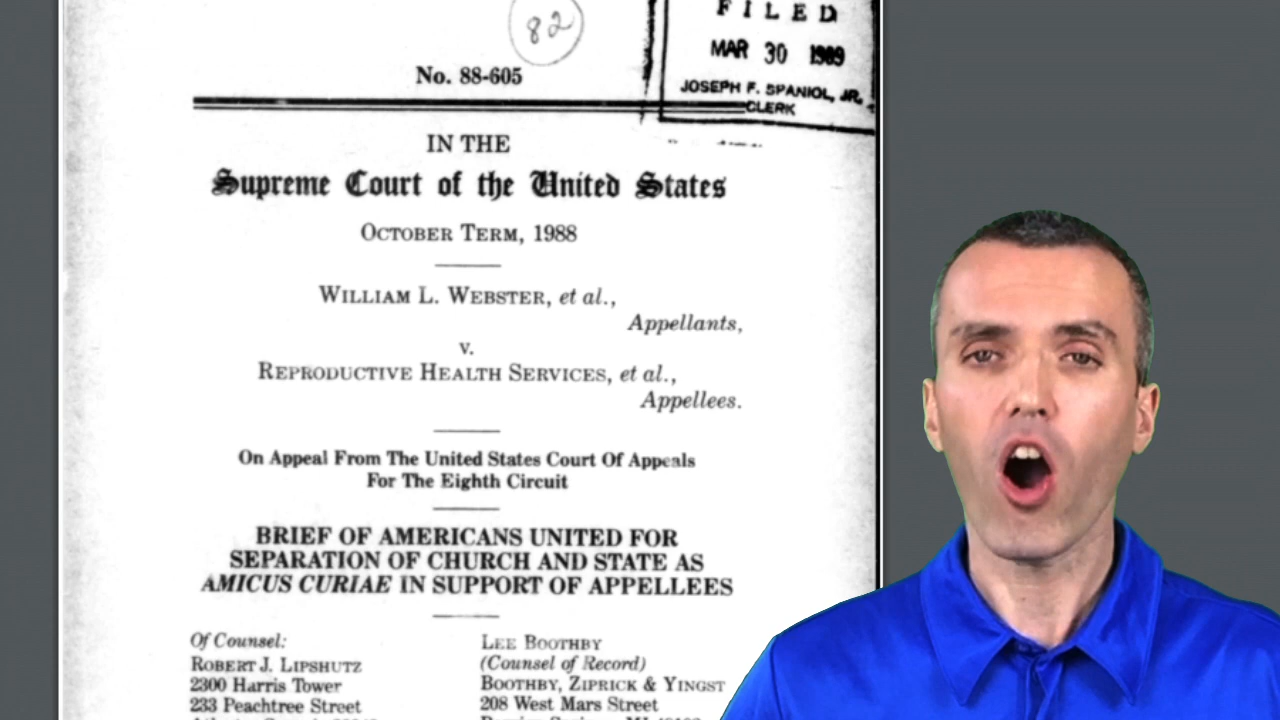 82
FILED
MAR 30 1989
JOSEPH F. SPANIOL, JR.
CLERK
No. 88-605
IN THE
Supreme Court of the United States
OCTOBER TERM, 1988
WILLIAM L. WEBSTER, et al.,
Appellants,
v.
REPRODUCTIVE HEALTH SERVICES, et al.,
Appellees.
On Appeal From The United States Court Of Appeals
For The Eighth Circuit
BRIEF OF AMERICANS UNITED FOR
SEPARATION OF CHURCH AND STATE AS
AMICUS CURIAE IN SUPPORT OF APPELLEES
Of Counsel:
ROBERT J. LIPSHUTZ
2300 Harris Tower
233 Peachtree Street
LEE BOOTHBY
(Counsel of Record)
BOOTHBY, ZIPRICK & YINGST
208 West Mars Street